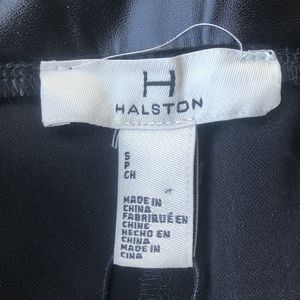 H
HALSTON
S
P
CH
MADE IN
CHINA
FABRIQUÉ EN
CHINE
HECHO EN
CHINA
MADE IN
CINA